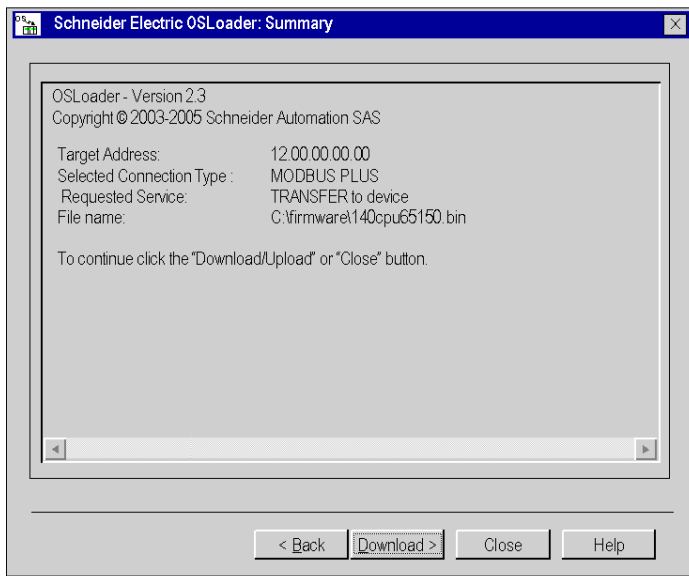 Schneider Electric OSLoader: Summary
OSLoader - Version 2.3
Copyright © 2003-2005 Schneider Automation SAS
Target Address: 12.00.00.00.00
Selected Connection Type : MODBUS PLUS
Requested Service: TRANSFER to device
File name: C:\firmware\140cpu65150.bin
To continue click the “Download/Upload” or “Close” button.
< Back Download > Close Help